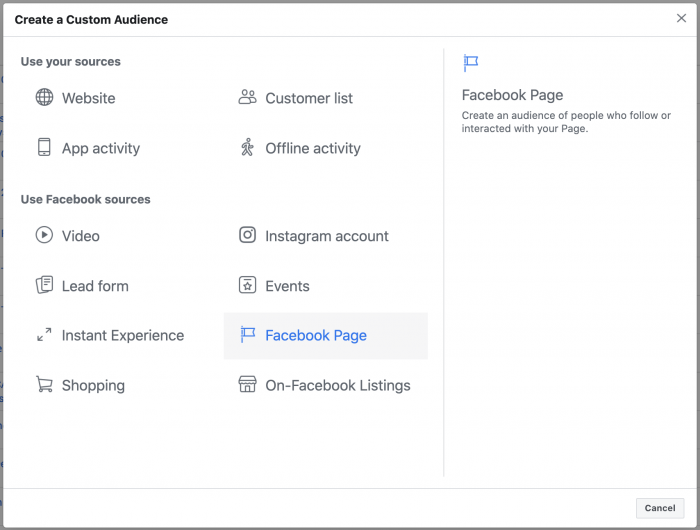 Create a Custom Audience
Use your sources
Website
Customer list
App activity
Offline activity
Use Facebook sources
Video
Instagram account
Lead form
Events
Instant Experience
Facebook Page
Shopping
On-Facebook Listings
Facebook Page
Create an audience of people who follow or
interacted with your Page.
Cancel